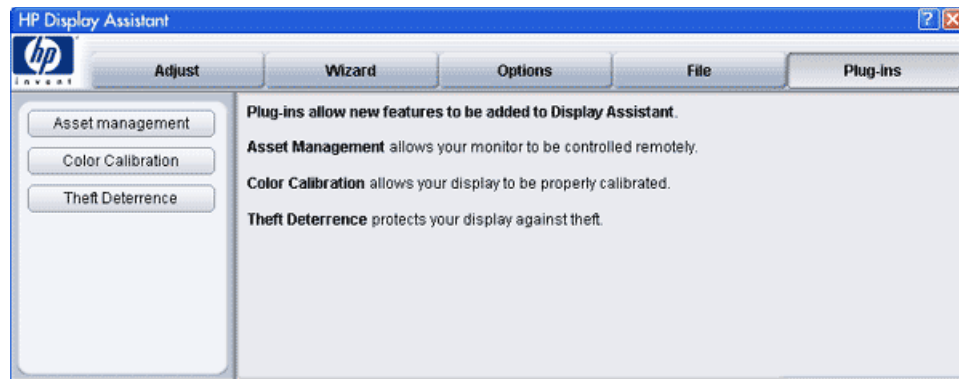 HP Display Assistant
hp
invent
Adjust
Wizard
Options
File
Plug-ins
Asset management
Color Calibration
Theft Deterrence
Plug-ins allow new features to be added to Display Assistant.
Asset Management allows your monitor to be controlled remotely.
Color Calibration allows your display to be properly calibrated.
Theft Deterrence protects your display against theft.